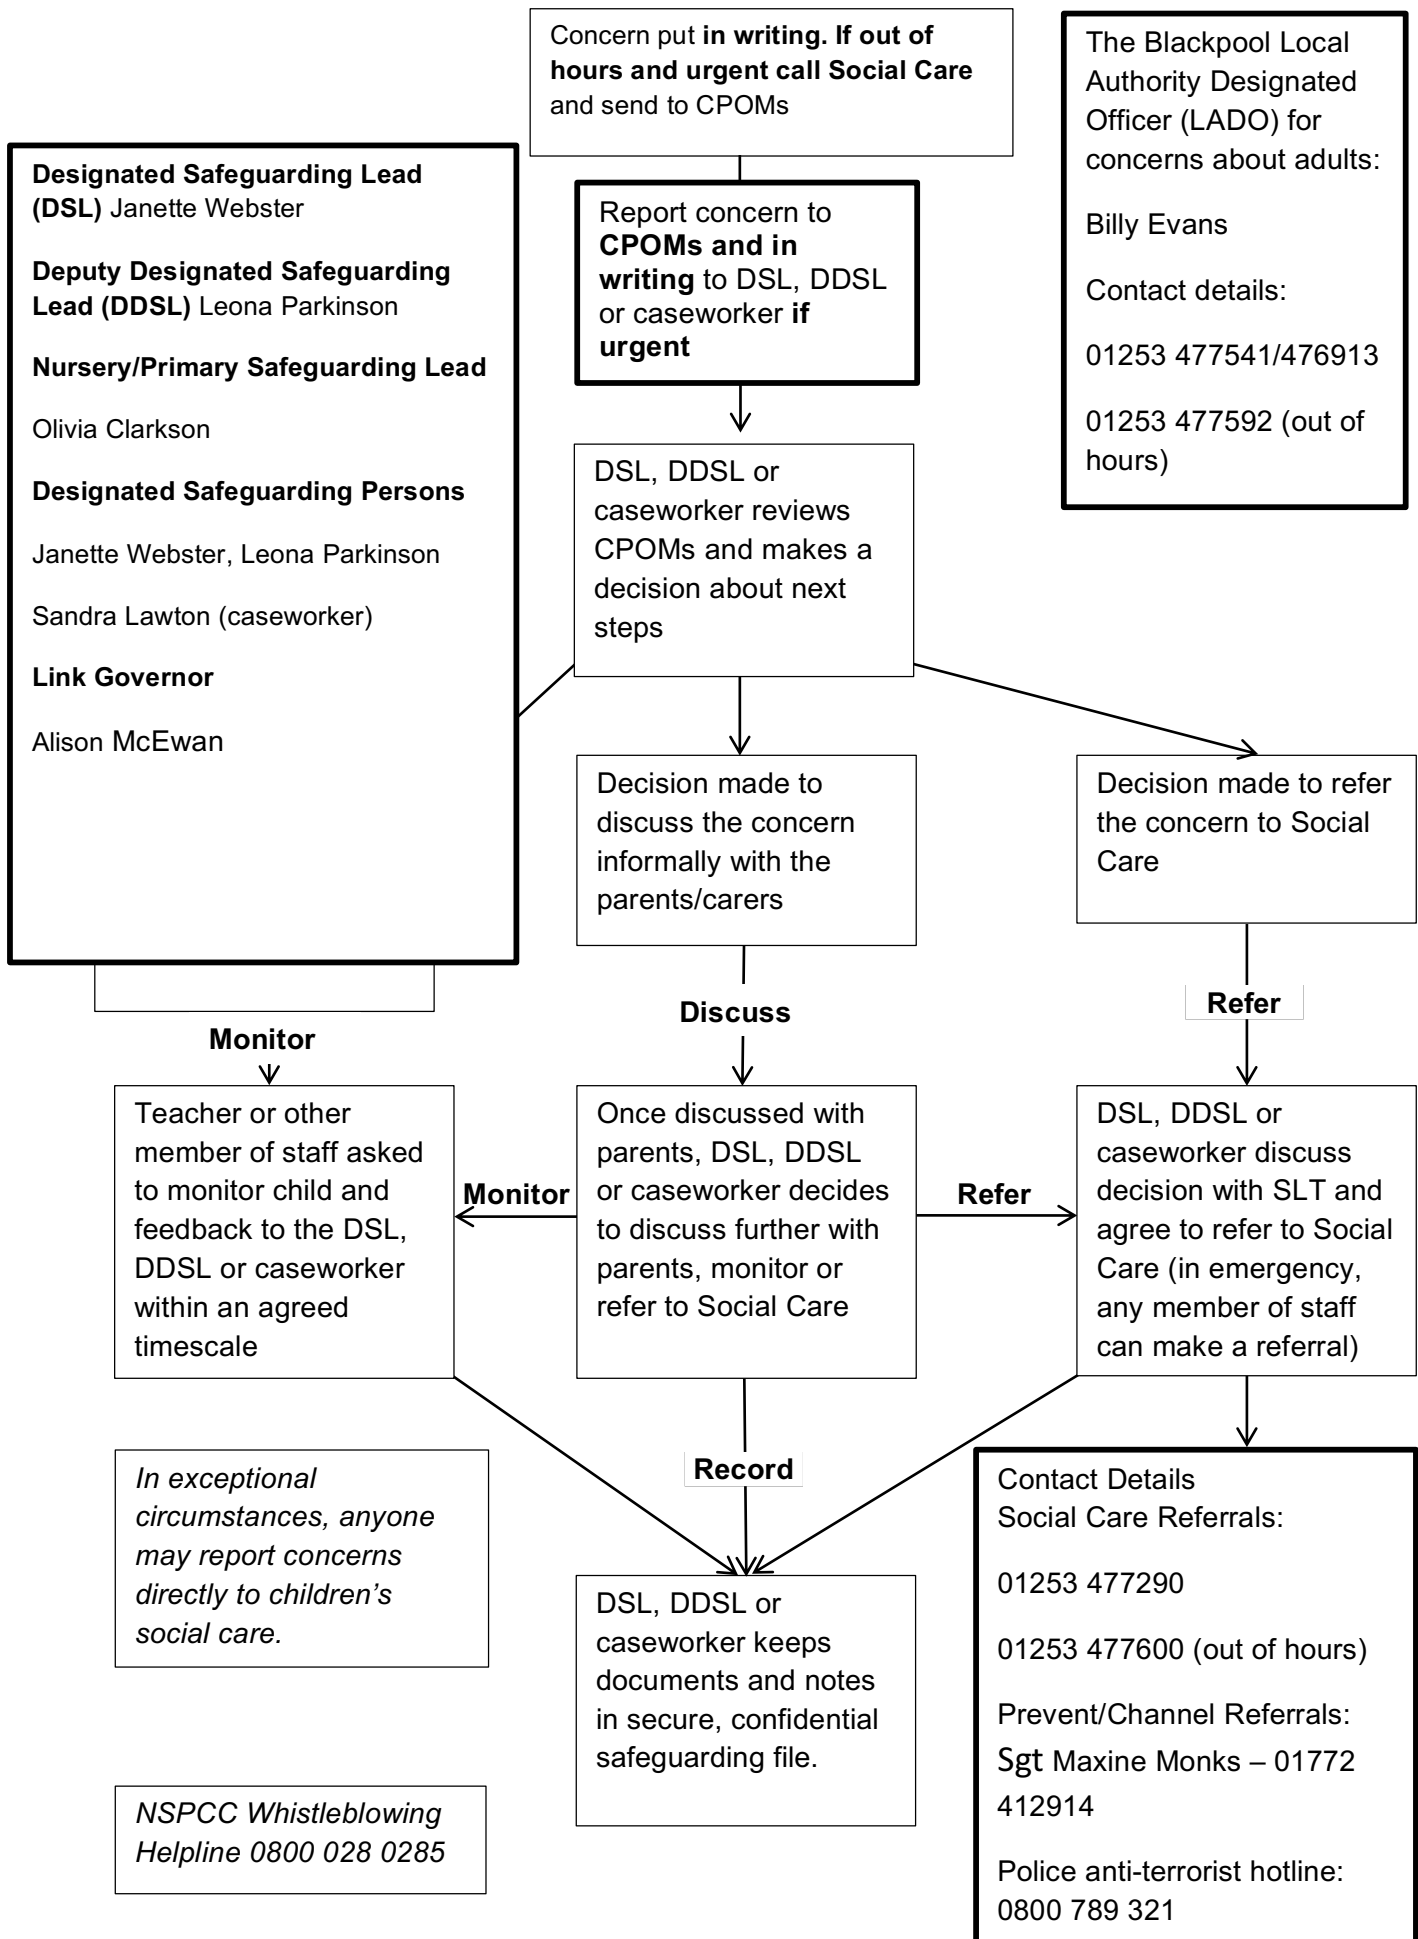 Concern put in writing. If out of
hours and urgent call Social Care
and send to CPOMs
The Blackpool Local
Authority Designated
Officer (LADO) for
concerns about adults:
Billy Evans
Contact details:
01253 477541/476913
01253 477592 (out of
hours)
Designated Safeguarding Lead
(DSL) Janette Webster
Deputy Designated Safeguarding
Lead (DDSL) Leona Parkinson
Nursery/Primary Safeguarding Lead
Olivia Clarkson
Designated Safeguarding Persons
Janette Webster, Leona Parkinson
Sandra Lawton (caseworker)
Link Governor
Alison McEwan
Report concern to
CPOMs and in
writing to DSL, DDSL
or caseworker if
urgent
DSL, DDSL or
caseworker reviews
CPOMs and makes a
decision about next
steps
Decision made to
discuss the concern
informally with the
parents/carers
Decision made to refer
the concern to Social
Care
Monitor
Discuss
Refer
Teacher or other
member of staff asked
to monitor child and
feedback to the DSL,
DDSL or caseworker
within an agreed
timescale
Monitor
Once discussed with
parents, DSL, DDSL
or caseworker decides
to discuss further with
parents, monitor or
refer to Social Care
Refer
DSL, DDSL or
caseworker discuss
decision with SLT and
agree to refer to Social
Care (in emergency,
any member of staff
can make a referral)
In exceptional
circumstances, anyone
may report concerns
directly to children’s
social care.
Record
DSL, DDSL or
caseworker keeps
documents and notes
in secure, confidential
safeguarding file.
Contact Details
Social Care Referrals:
01253 477290
01253 477600 (out of hours)
Prevent/Channel Referrals:
Sgt Maxine Monks – 01772
412914
Police anti-terrorist hotline:
0800 789 321
NSPCC Whistleblowing
Helpline 0800 028 0285